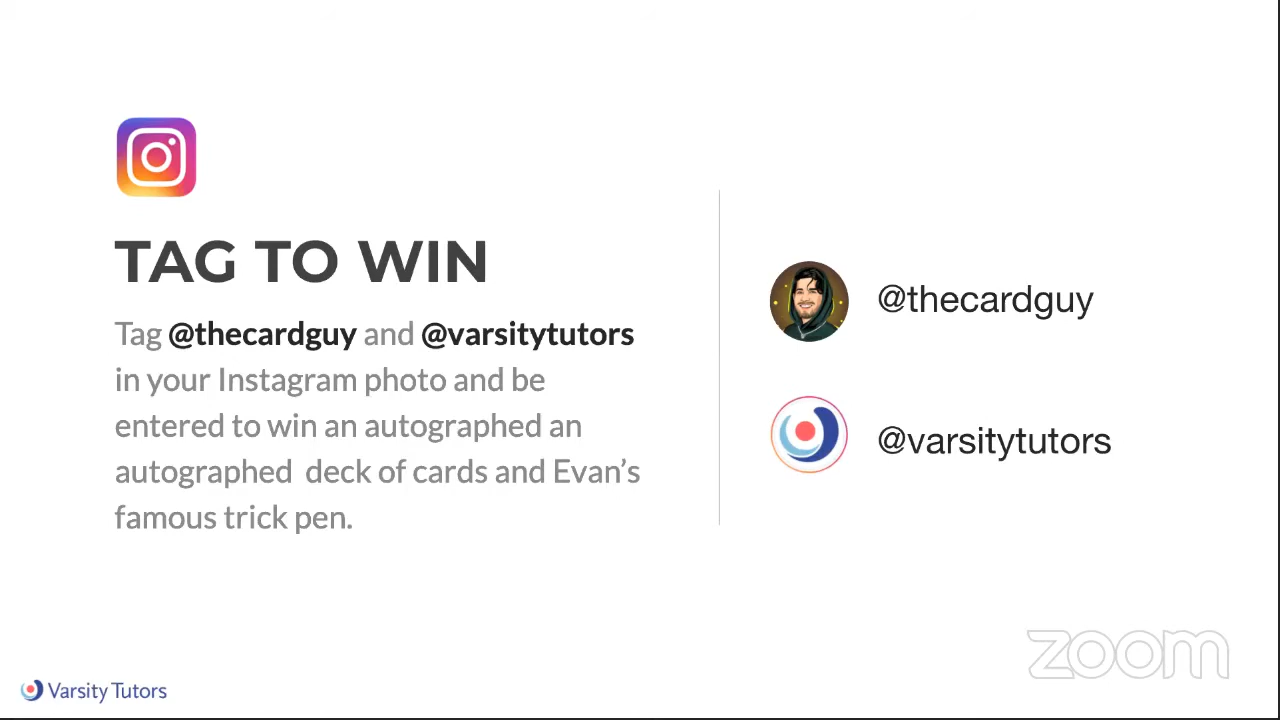 TAG TO WIN
Tag @thecardguy and @varsitytutors
in your Instagram photo and be
entered to win an autographed an
autographed  deck of cards and Evan’s
famous trick pen.
@thecardguy
@varsitytutors
zoom
Varsity Tutors